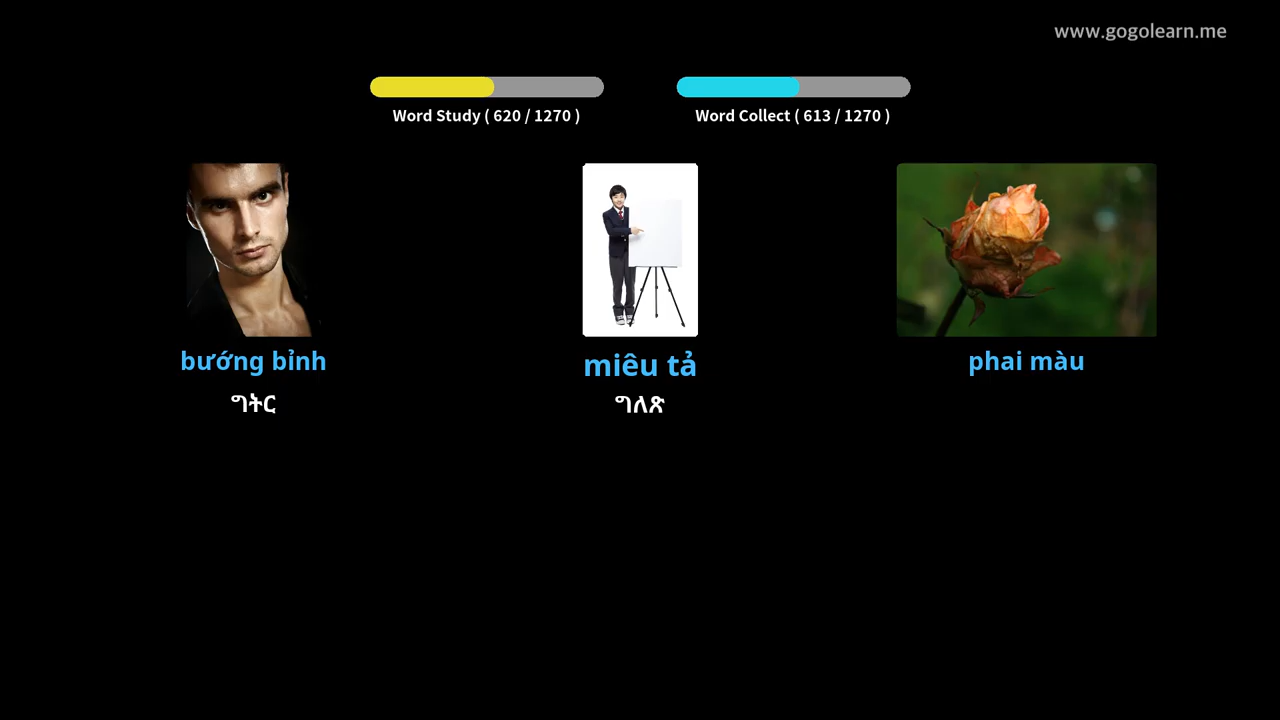 www.gogolearn.me
Word Study ( 620 / 1270 )
Word Collect ( 613 / 1270 )
bướng bỉnh
miêu tả
phai màu
ግትር
ግለጽ